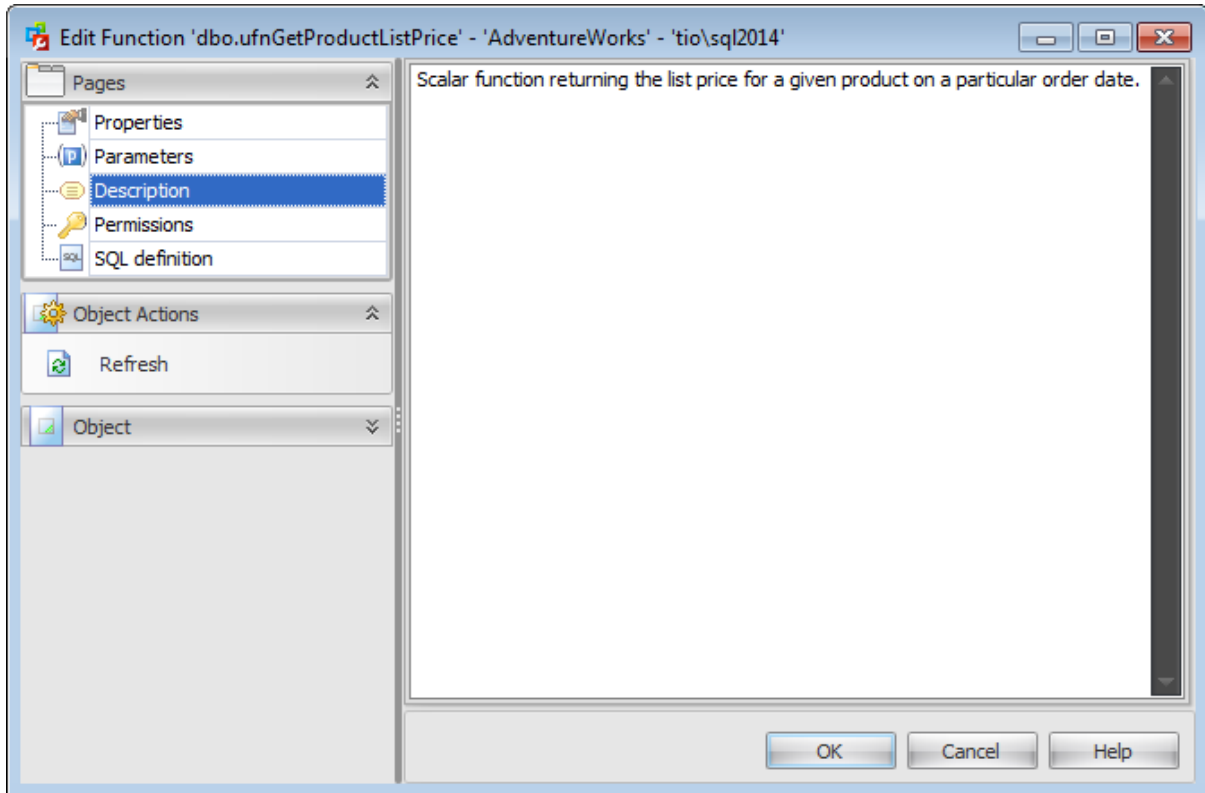 Edit Function 'dbo.ufnGetProductListPrice' - 'AdventureWorks' - 'tio\sql2014'
Pages
Properties
Parameters
Description
Permissions
SQL definition
Object Actions
Refresh
Object
Scalar function returning the list price for a given product on a particular order date.
OK
Cancel
Help